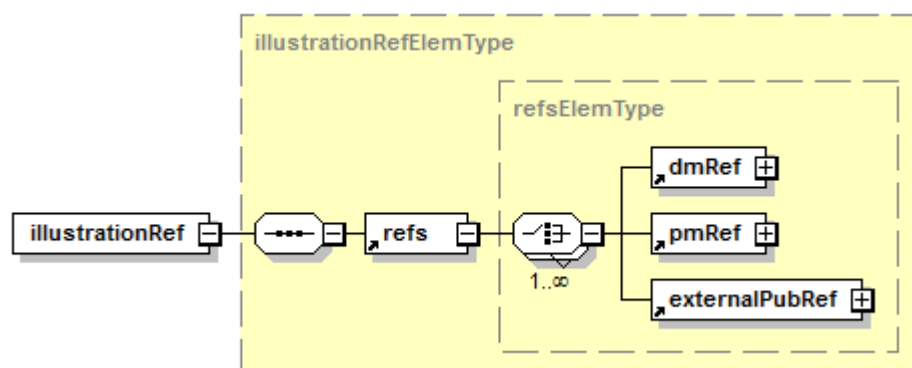 illustrationRefElemType
refsElemType
dmRef
illustrationRef
refs
pmRef
1..∞
externalPubRef